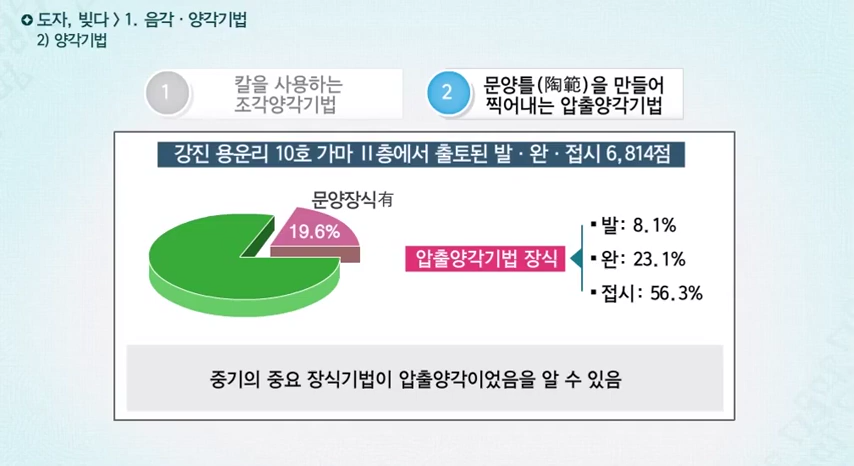 도자, 빚다 > 1. 음각 · 양각기법
2) 양각기법
1
칼을 사용하는
조각양각기법
2
문양틀(陶範)을 만들어
찍어내는 압출양각기법
강진 용운리 10호 가마 Ⅱ층에서 출토된 발 · 완 · 접시 6,814점
문양장식有
19.6%
압출양각기법 장식
▪ 발: 8.1%
▪ 완: 23.1%
▪ 접시: 56.3%
중기의 중요 장식기법이 압출양각이었음을 알 수 있음